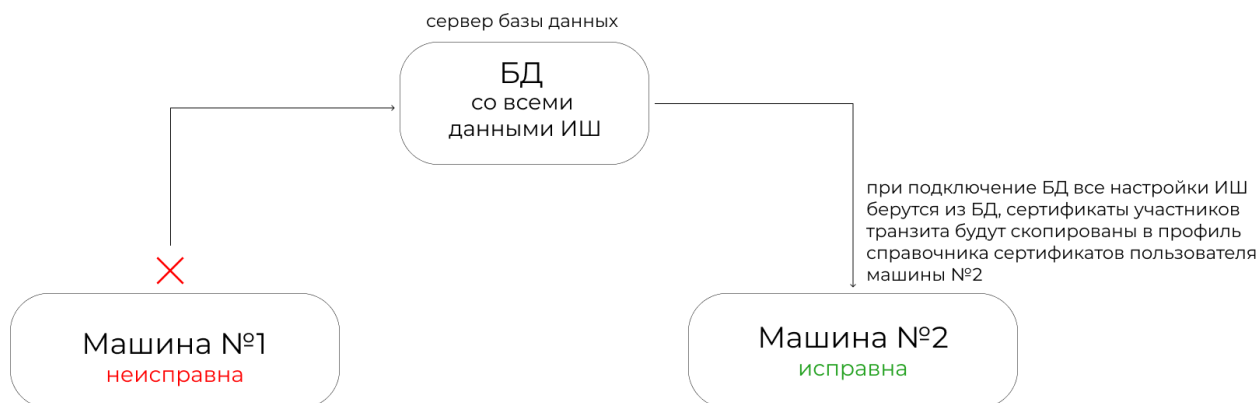 сервер базы данных
БД
со всеми
данными ИШ
при подключение БД все настройки ИШ
берутся из БД, сертификаты участников
транзита будут скопированы в профиль
справочника сертификатов пользователя
машины №2
Машина №1
неисправна
Машина №2
исправна